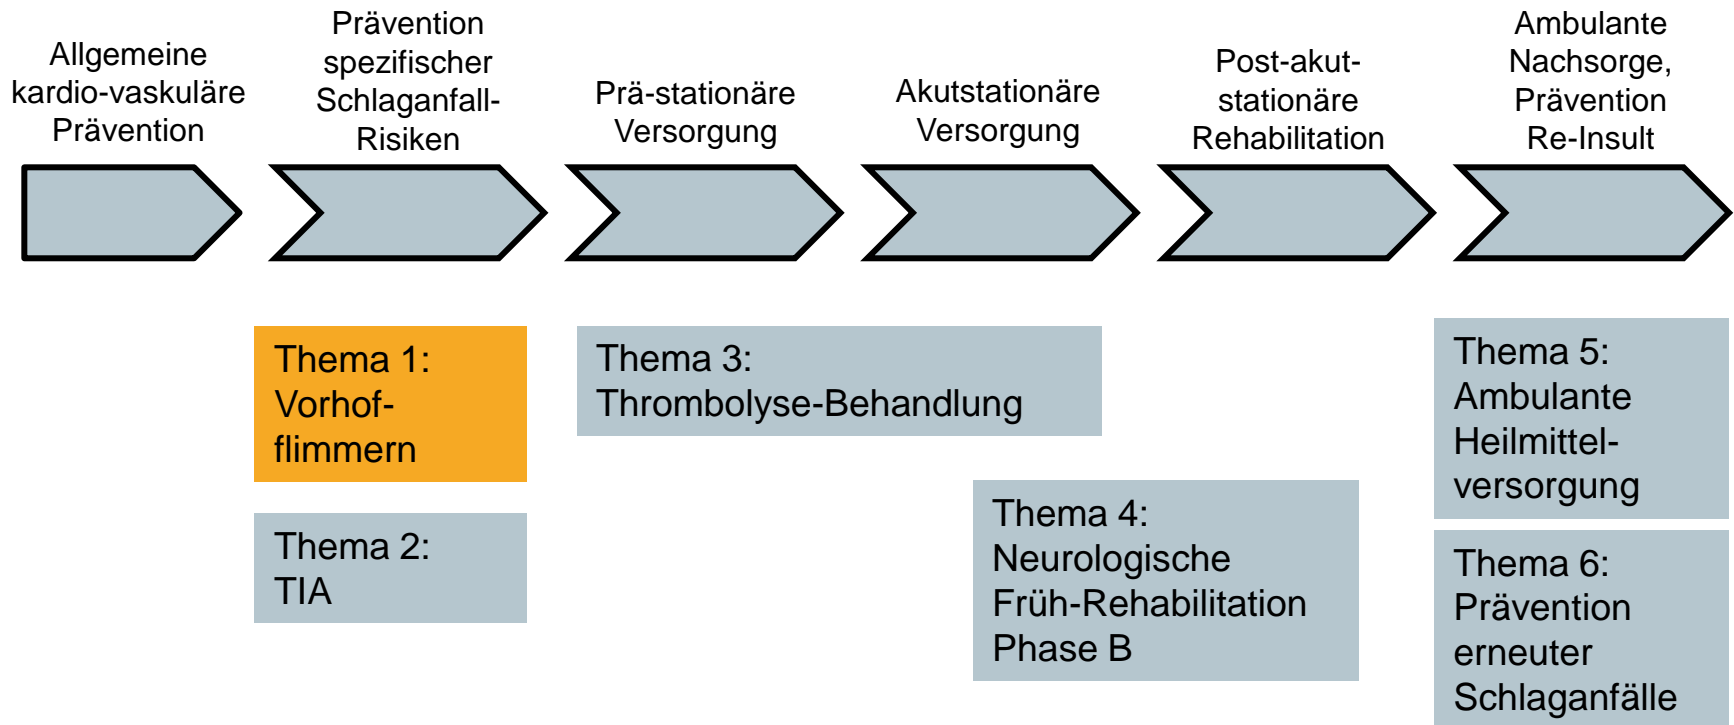 Allgemeine
kardio-vaskuläre
Prävention
Prävention
spezifischer
Schlaganfall-
Risiken
Prä-stationäre
Versorgung
Akutstationäre
Versorgung
Post-akut-
stationäre
Rehabilitation
Ambulante
Nachsorge,
Prävention
Re-Insult
Thema 1:
Vorhof-
flimmern
Thema 2:
TIA
Thema 3:
Thrombolyse-Behandlung
Thema 4:
Neurologische
Früh-Rehabilitation
Phase B
Thema 5:
Ambulante
Heilmittel-
versorgung
Thema 6:
Prävention
erneuter
Schlaganfälle